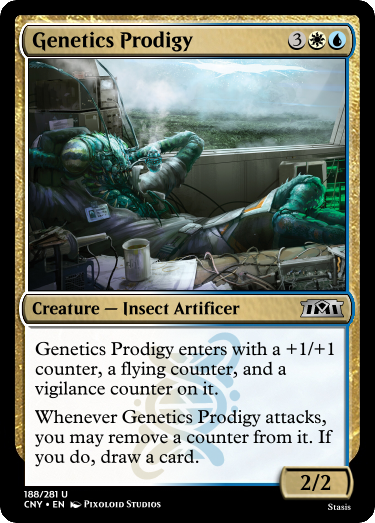 Genetics Prodigy 3
Creature — Insect Artificer
Genetics Prodigy enters with a +1/+1
counter, a flying counter, and a
vigilance counter on it.
Whenever Genetics Prodigy attacks,
you may remove a counter from it. If
you do, draw a card.
2/2
188/281 U
CNY • EN Pixoloid Studios
Stasis